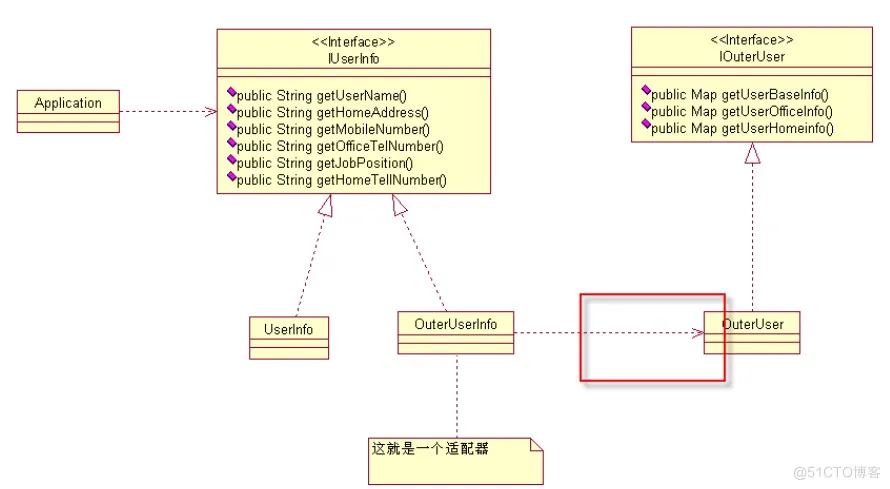 <<Interface>>
IUserInfo
public String getUserName()
public String getHomeAddress()
public String getMobileNumber()
public String getOfficeTelNumber()
public String getJobPosition()
public String getHomeTellNumber()
<<Interface>>
IOuterUser
public Map getUserBaseInfo()
public Map getUserOfficeInfo()
public Map getUserHomeinfo()
Application
UserInfo
OuterUserInfo
OuterUser
这就是一个适配器
@51CTO博客